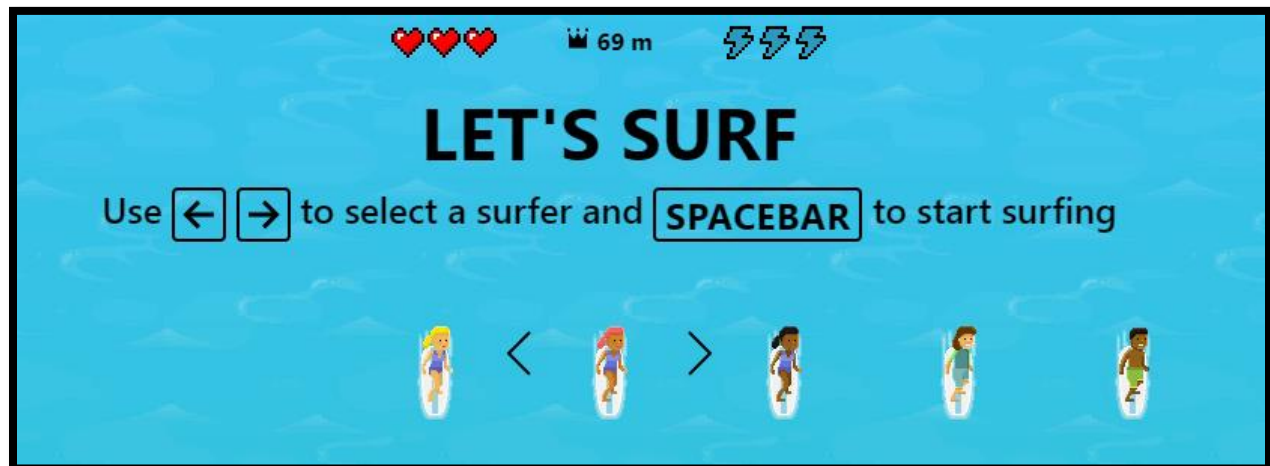 69 m
LET'S SURF
Use ← → to select a surfer and SPACEBAR to start surfing